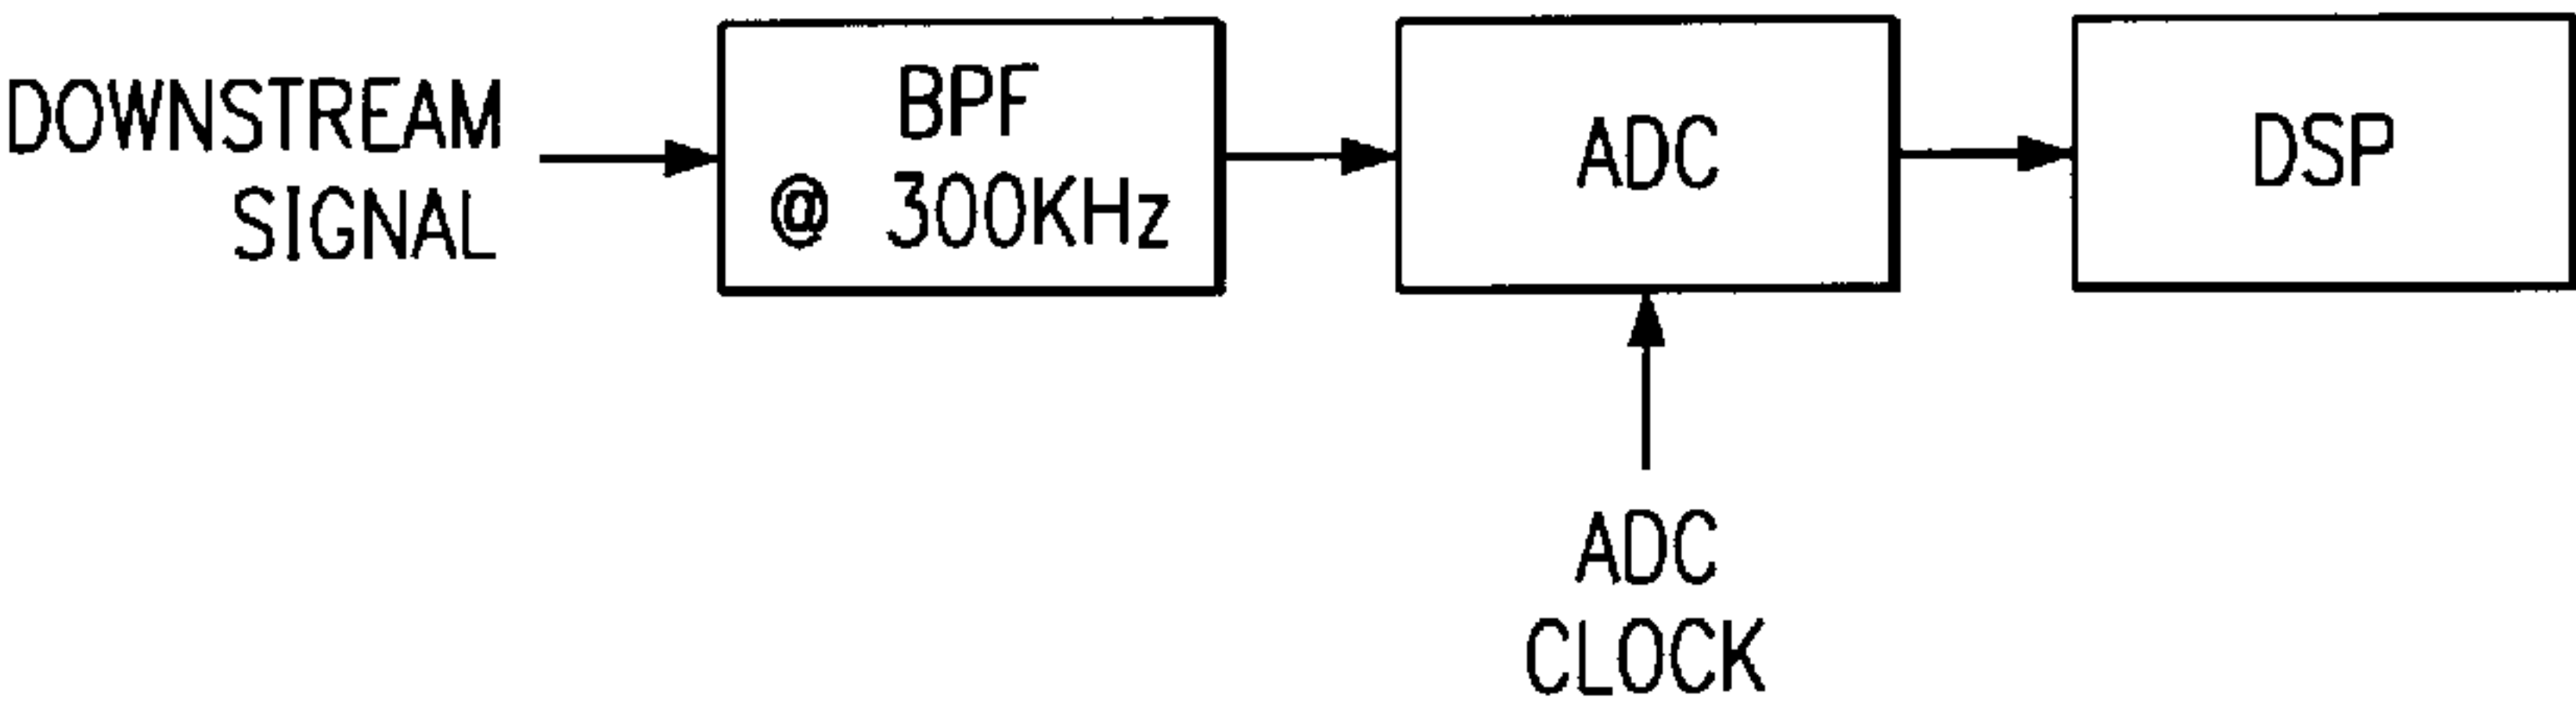 DOWNSTREAM
SIGNAL
BPF
@ 300KHz
ADC
DSP
ADC
CLOCK